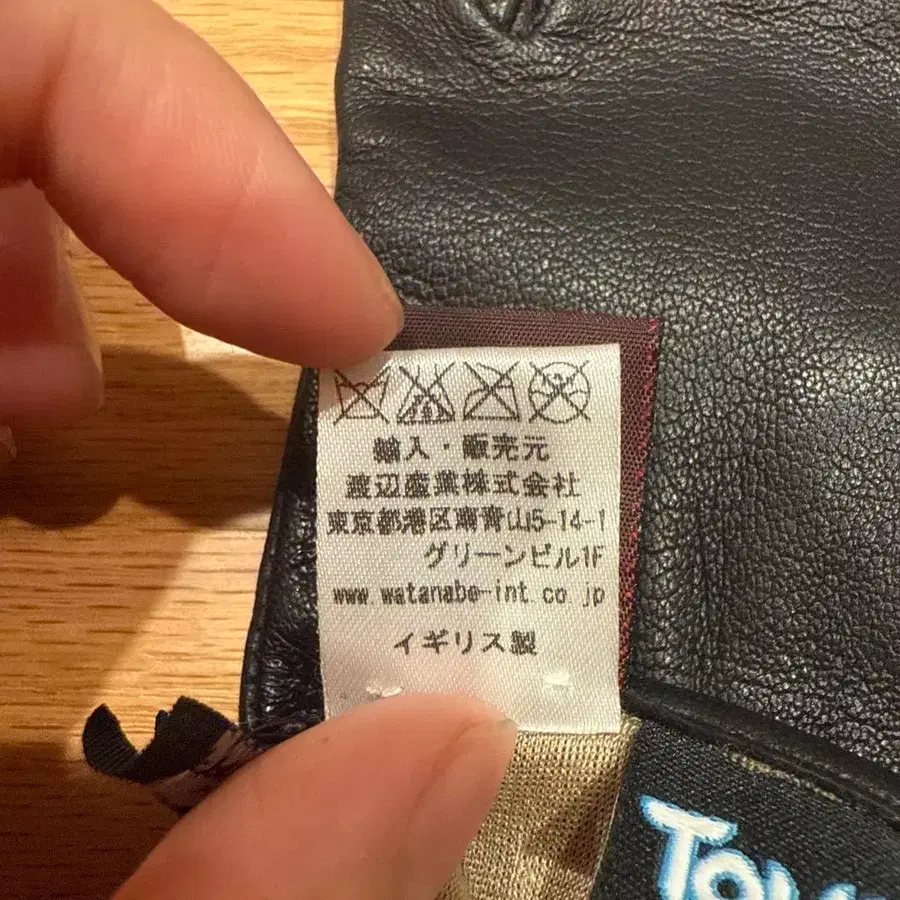 輸入・販売元
渡辺産業株式会社
東京都港区南青山5-14-1
グリーンビル1F
www.watanabe-int.co.jp
イギリス製